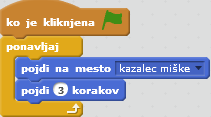 ko je kliknjena
ponavljaj
pojdi na mesto kazalec miške
pojdi 3 korakov